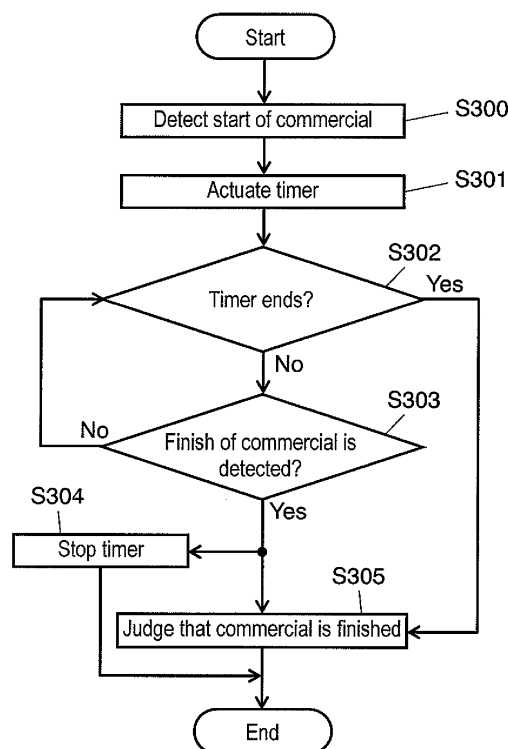 Start
Detect start of commercial
S300
Actuate timer
S301
S302
Timer ends?
Yes
No
S303
No
Finish of commercial is
detected?
Yes
S304
Stop timer
S305
Judge that commercial is finished
End